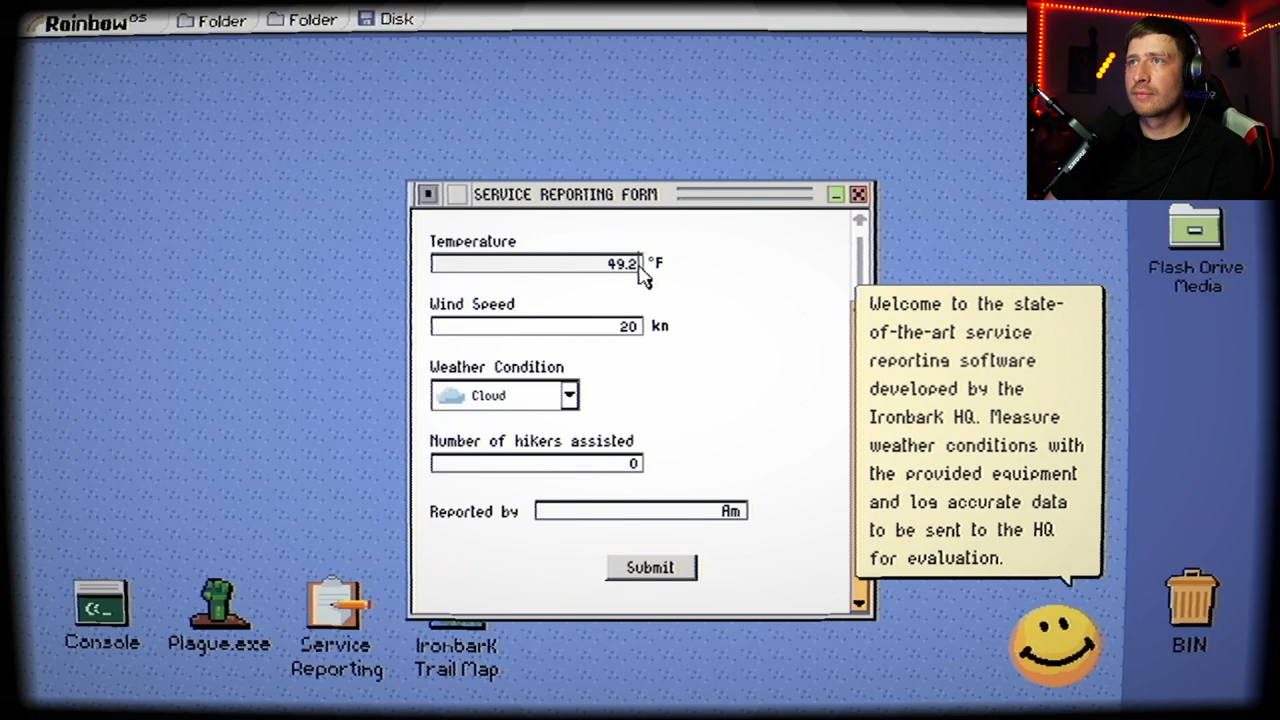 Rainbow OS
Folder
Folder
Disk
SERVICE REPORTING FORM
Temperature
49.2 °F
Wind Speed
20 kn
Weather Condition
Cloud
Number of hikers assisted
0
Reported by Am
Submit
Welcome to the state-
of-the-art service
reporting software
developed by the
Ironbark HQ. Measure
weather conditions with
the provided equipment
and log accurate data
to be sent to the HQ
for evaluation.
Flash Drive
Media
Console
Plague.exe
Service
Reporting
Ironbark
Trail Map
BIN